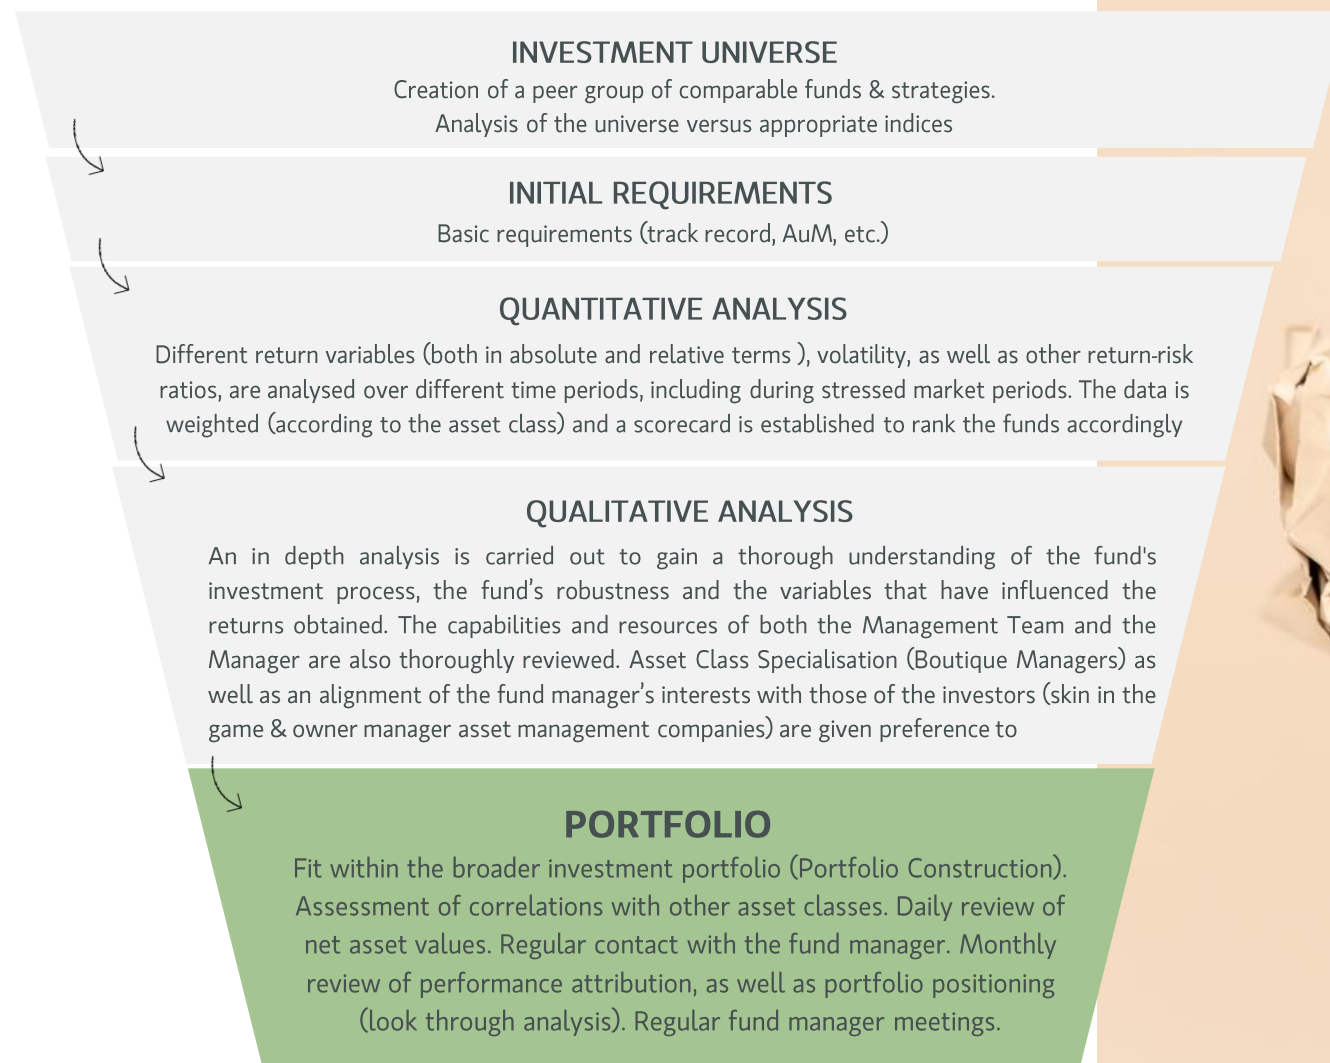 INVESTMENT UNIVERSE
Creation of a peer group of comparable funds & strategies.
Analysis of the universe versus appropriate indices
INITIAL REQUIREMENTS
Basic requirements (track record, AuM, etc.)
QUANTITATIVE ANALYSIS
Different return variables (both in absolute and relative terms ), volatility, as well as other return-risk
ratios, are analysed over different time periods, including during stressed market periods. The data is
weighted (according to the asset class) and a scorecard is established to rank the funds accordingly
QUALITATIVE ANALYSIS
An in depth analysis is carried out to gain a thorough understanding of the fund's
investment process, the fund’s robustness and the variables that have influenced the
returns obtained. The capabilities and resources of both the Management Team and the
Manager are also thoroughly reviewed. Asset Class Specialisation (Boutique Managers) as
well as an alignment of the fund manager’s interests with those of the investors (skin in the
game & owner manager asset management companies) are given preference to
PORTFOLIO
Fit within the broader investment portfolio (Portfolio Construction).
Assessment of correlations with other asset classes. Daily review of
net asset values. Regular contact with the fund manager. Monthly
review of performance attribution, as well as portfolio positioning
(look through analysis). Regular fund manager meetings.